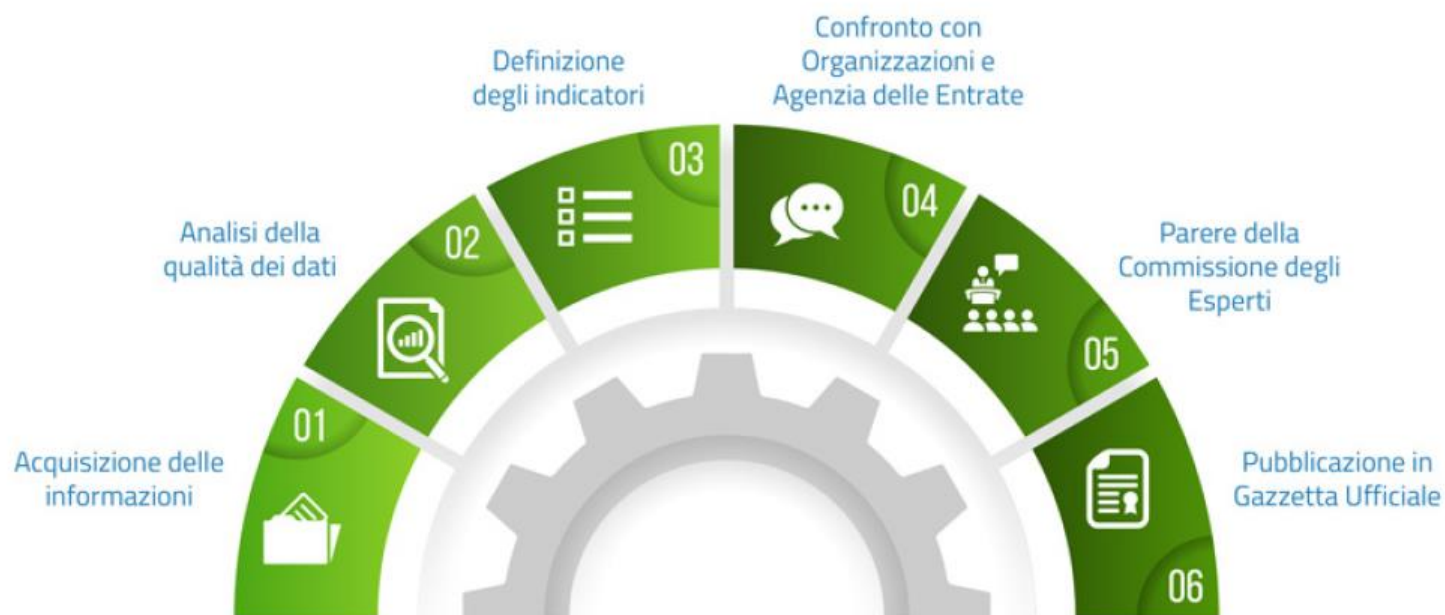 01
Acquisizione delle
informazioni
02
Analisi della
qualità dei dati
03
Definizione
degli indicatori
04
Confronto con
Organizzazioni e
Agenzia delle Entrate
05
Parere della
Commissione degli
Esperti
06
Pubblicazione in
Gazzetta Ufficiale